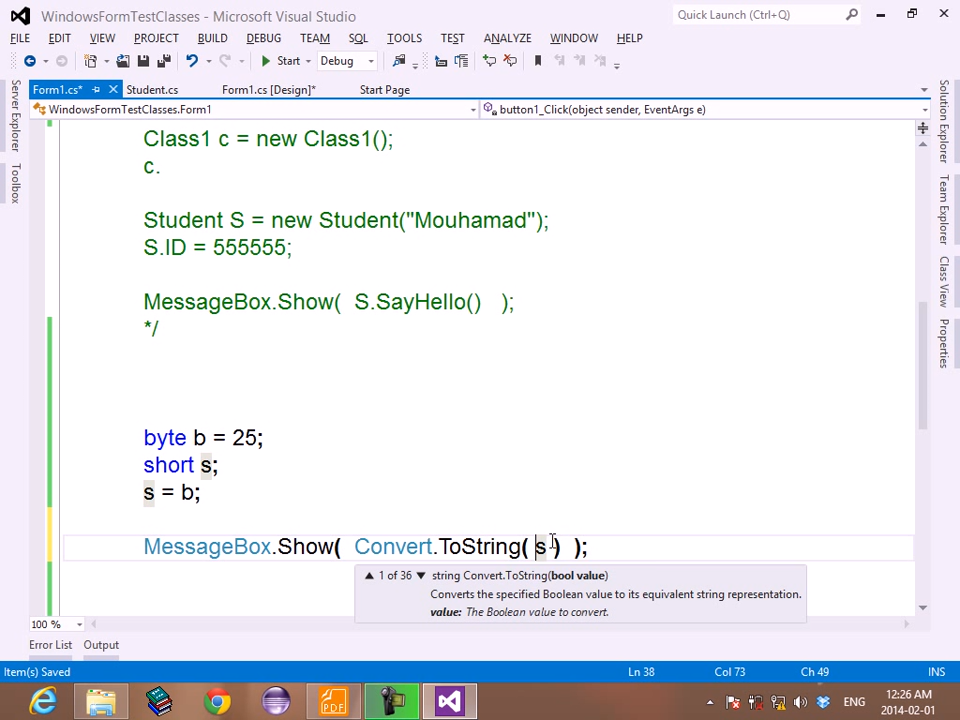 WindowsFormTestClasses - Microsoft Visual Studio
Quick Launch (Ctrl+Q)
FILE EDIT VIEW PROJECT BUILD DEBUG TEAM SQL TOOLS TEST ANALYZE WINDOW HELP
Start Debug
Form1.cs* Student.cs Form1.cs [Design]* Start Page
WindowsFormTestClasses.Form1 button1_Click(object sender, EventArgs e)
Server Explorer
Toolbox
Class1 c = new Class1();
c.
Student S = new Student("Mouhamad");
S.ID = 555555;
MessageBox.Show(  S.SayHello()   );
*/
byte b = 25;
short s;
s = b;
MessageBox.Show(  Convert.ToString( s )  );
1 of 36 string Convert.ToString(bool value)
Converts the specified Boolean value to its equivalent string representation.
value: The Boolean value to convert.
Solution Explorer
Team Explorer
Class View
Properties
100 %
Error List Output
Item(s) Saved Ln 38 Col 73 Ch 49 INS
PDF
ENG
12:26 AM
2014-02-01